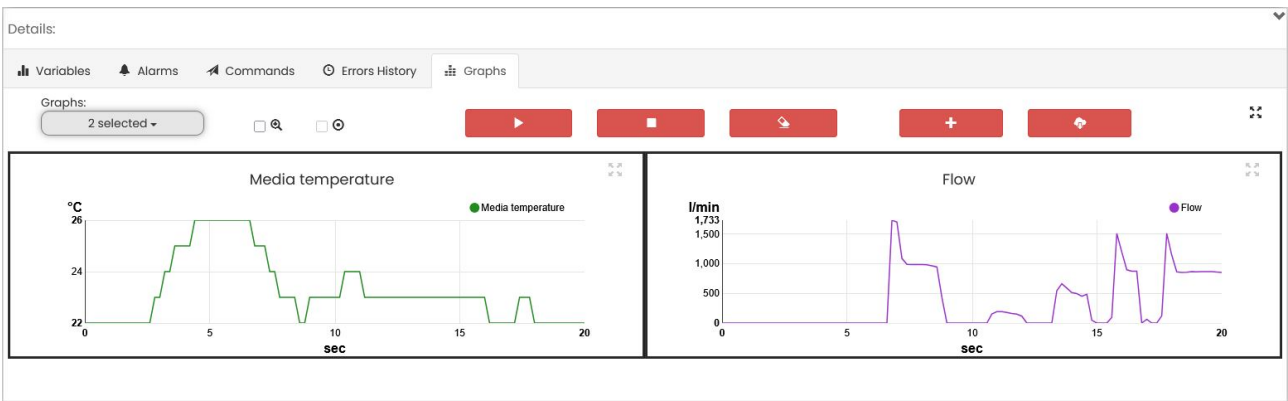 Details:
Variables Alarms Commands Errors History Graphs
Graphs:
2 selected
Media temperature
°C
Media temperature
26
24
22
0 5 10 15 20
sec
Flow
l/min
Flow
1,733
1,500
1,000
500
0
0 5 10 15 20
sec